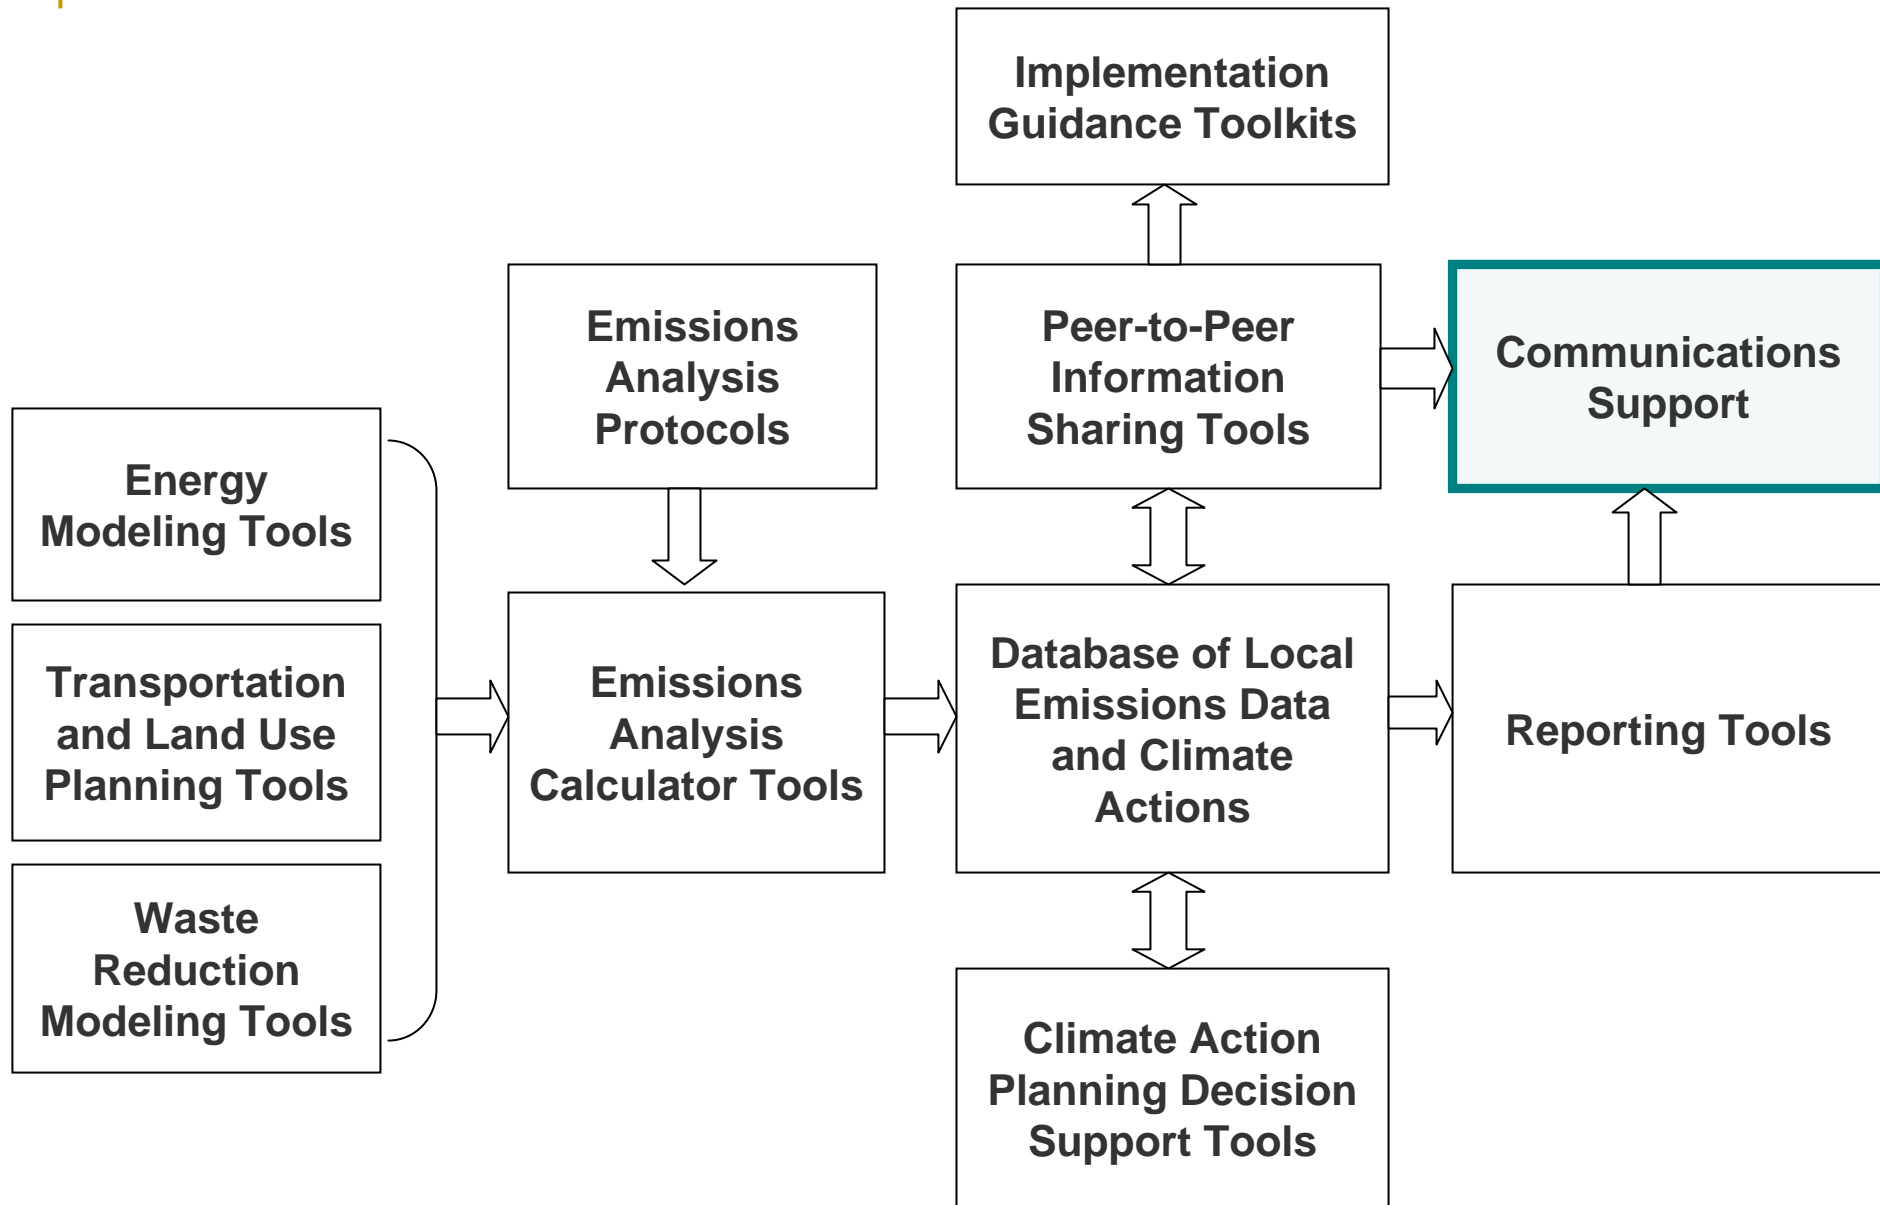 Implementation
Guidance Toolkits
Emissions
Analysis
Protocols
Peer-to-Peer
Information
Sharing Tools
Communications
Support
Energy
Modeling Tools
Transportation
and Land Use
Planning Tools
Waste
Reduction
Modeling Tools
Emissions
Analysis
Calculator Tools
Database of Local
Emissions Data
and Climate
Actions
Reporting Tools
Climate Action
Planning Decision
Support Tools